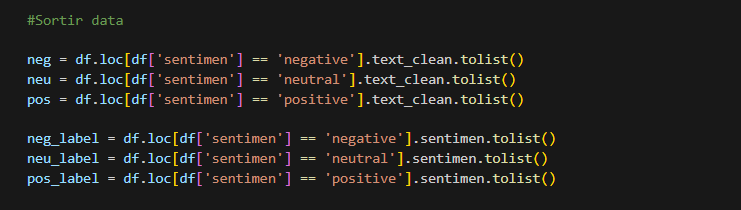 #Sortir data
neg = df.loc[df['sentimen'] == 'negative'].text_clean.tolist()
neu = df.loc[df['sentimen'] == 'neutral'].text_clean.tolist()
pos = df.loc[df['sentimen'] == 'positive'].text_clean.tolist()
neg_label = df.loc[df['sentimen'] == 'negative'].sentimen.tolist()
neu_label = df.loc[df['sentimen'] == 'neutral'].sentimen.tolist()
pos_label = df.loc[df['sentimen'] == 'positive'].sentimen.tolist()